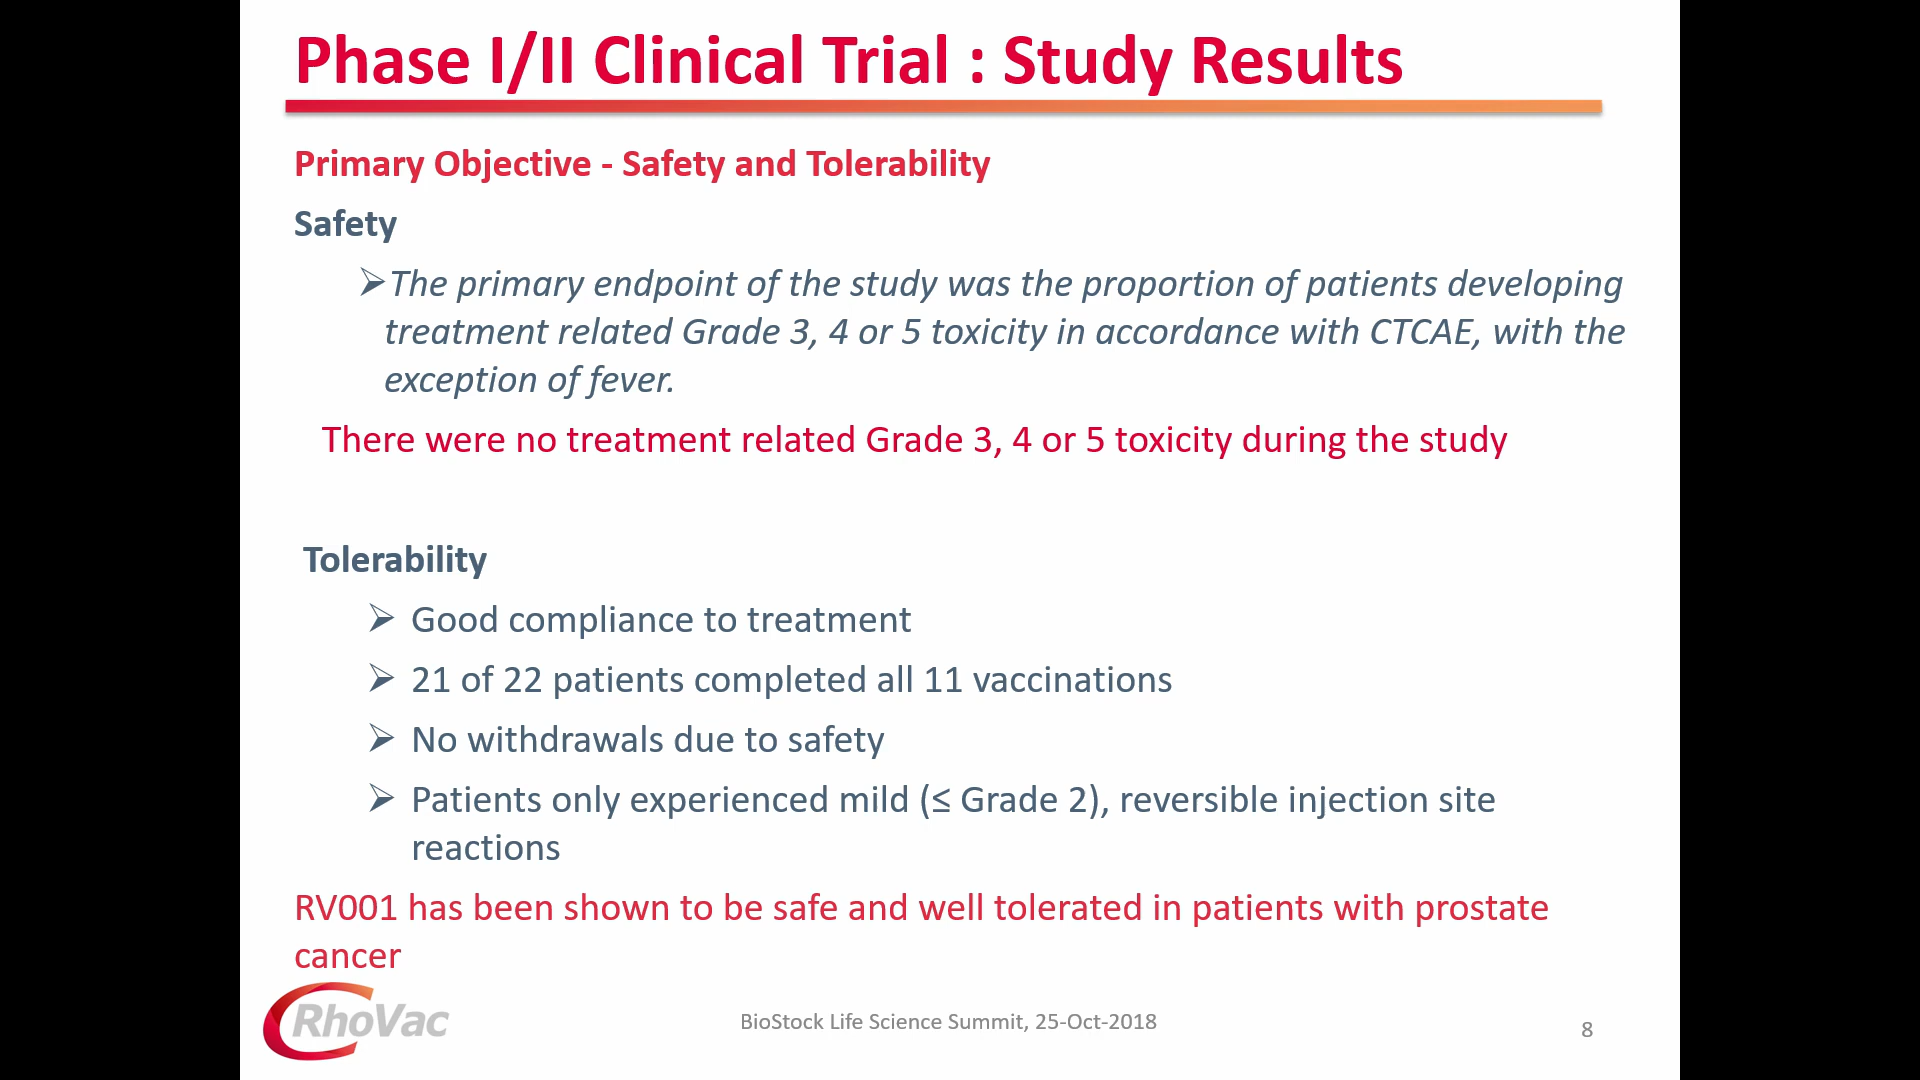 Phase I/II Clinical Trial : Study Results
Primary Objective - Safety and Tolerability
Safety
➢The primary endpoint of the study was the proportion of patients developing
treatment related Grade 3, 4 or 5 toxicity in accordance with CTCAE, with the
exception of fever.
There were no treatment related Grade 3, 4 or 5 toxicity during the study
Tolerability
➢ Good compliance to treatment
➢ 21 of 22 patients completed all 11 vaccinations
➢ No withdrawals due to safety
➢ Patients only experienced mild (≤ Grade 2), reversible injection site
reactions
RV001 has been shown to be safe and well tolerated in patients with prostate
cancer
RhoVac
BioStock Life Science Summit, 25-Oct-2018
8